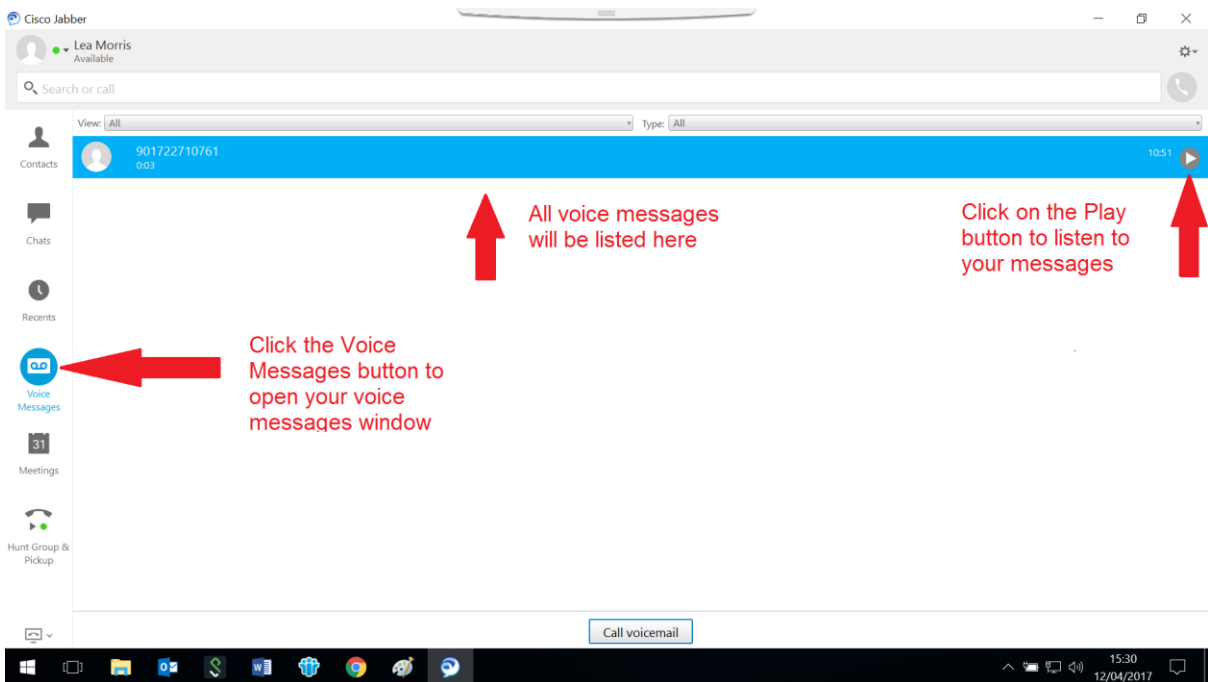 Cisco Jabber
Lea Morris
Available
Search or call
View: All
Type: All
Contacts
901722710761
0:03
10:51
Chats
All voice messages
will be listed here
Click on the Play
button to listen to
your messages
Recents
Click the Voice
Messages button to
open your voice
messages window
Voice
Messages
31
Meetings
Hunt Group &
Pickup
Call voicemail
15:30
12/04/2017